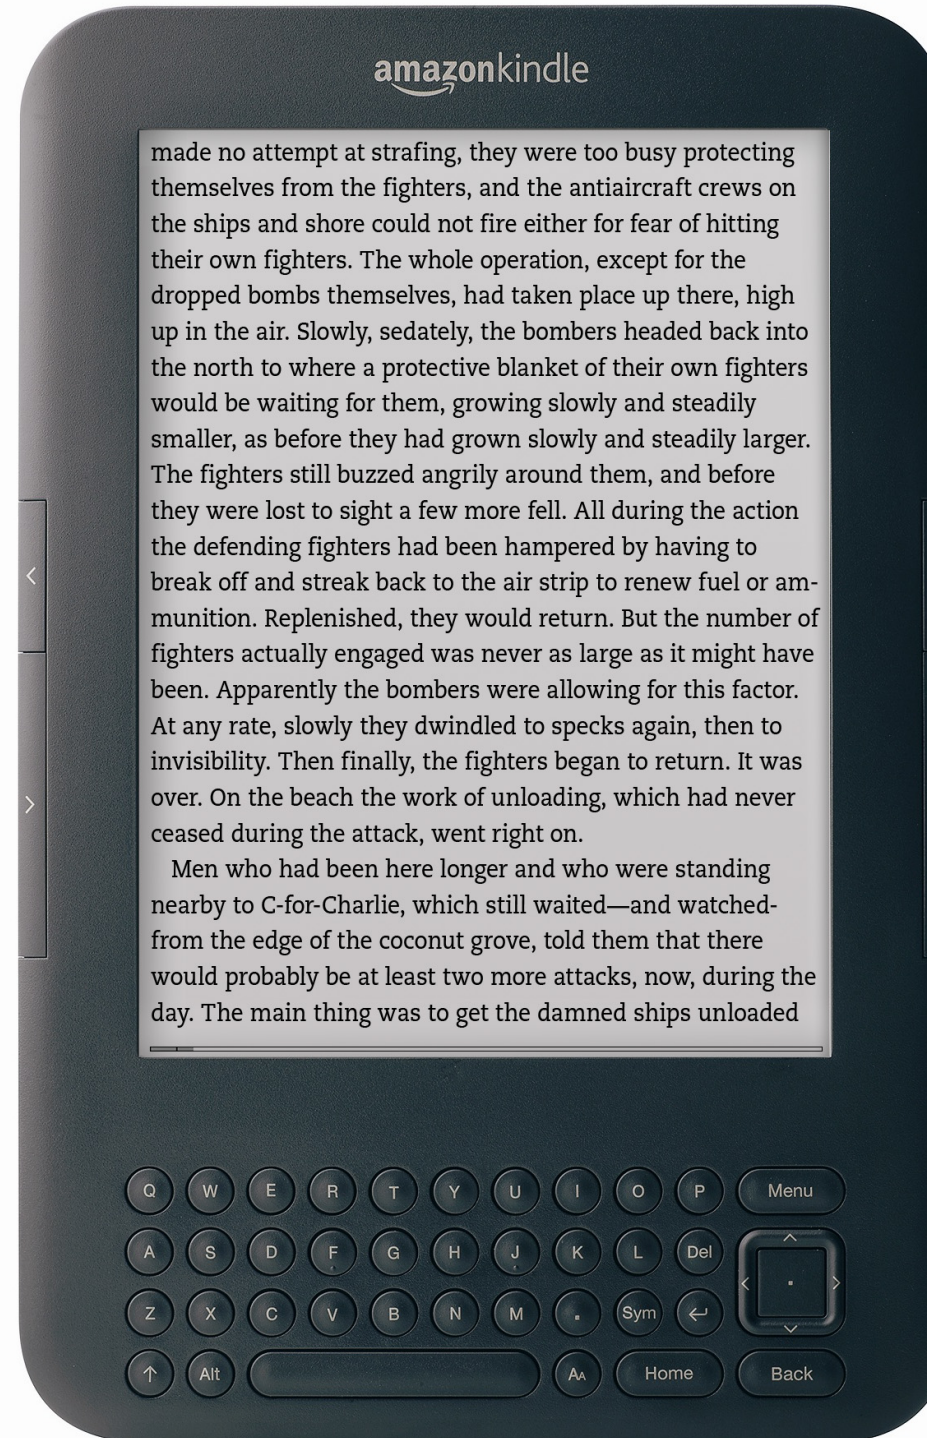 amazonkindle
made no attempt at strafing, they were too busy protecting
themselves from the fighters, and the antiaircraft crews on
the ships and shore could not fire either for fear of hitting
their own fighters. The whole operation, except for the
dropped bombs themselves, had taken place up there, high
up in the air. Slowly, sedately, the bombers headed back into
the north to where a protective blanket of their own fighters
would be waiting for them, growing slowly and steadily
smaller, as before they had grown slowly and steadily larger.
The fighters still buzzed angrily around them, and before
they were lost to sight a few more fell. All during the action
the defending fighters had been hampered by having to
break off and streak back to the air strip to renew fuel or am-
munition. Replenished, they would return. But the number of
fighters actually engaged was never as large as it might have
been. Apparently the bombers were allowing for this factor.
At any rate, slowly they dwindled to specks again, then to
invisibility. Then finally, the fighters began to return. It was
over. On the beach the work of unloading, which had never
ceased during the attack, went right on.
Men who had been here longer and who were standing
nearby to C-for-Charlie, which still waited—and watched-
from the edge of the coconut grove, told them that there
would probably be at least two more attacks, now, during the
day. The main thing was to get the damned ships unloaded
Q W E R T Y U I O P Menu
A S D F G H J K L Del
Z X C V B N M . Sym
Alt AA Home Back